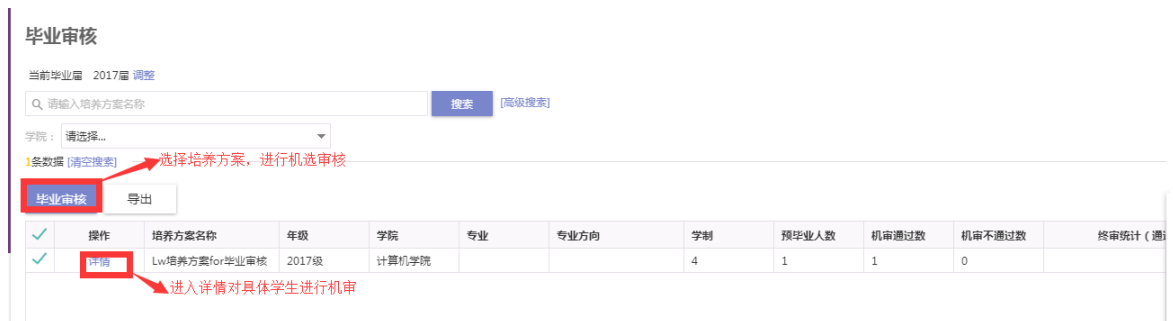 毕业审核
当前毕业届 2017届 调整
请输入培养方案名称 搜索 [高级搜索]
学院： 请选择...
1条数据 [清空搜索] 选择培养方案，进行机选审核
毕业审核 导出
操作 培养方案名称 年级 学院 专业 专业方向 学制 预毕业人数 机审通过数 机审不通过数 终审统计（通
详情 Lw培养方案for毕业审核 2017级 计算机学院 4 1 1 0
进入详情对具体学生进行机审